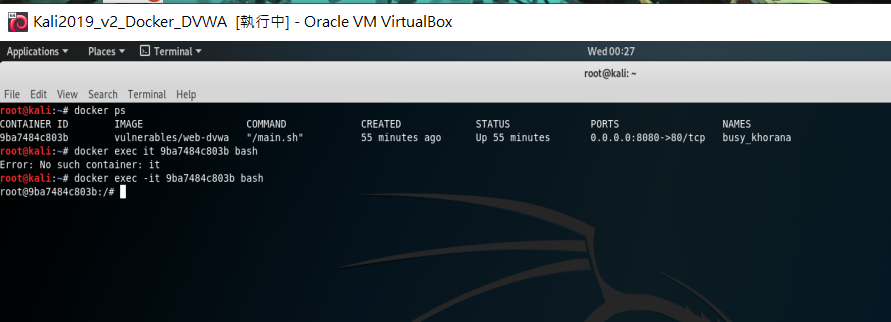 Kali2019_v2_Docker_DVWA [執行中] - Oracle VM VirtualBox
Applications Places Terminal Wed 00:27
root@kali: ~
File Edit View Search Terminal Help
root@kali:~# docker ps
CONTAINER ID IMAGE COMMAND CREATED STATUS PORTS NAMES
9ba7484c803b vulnerables/web-dvwa "/main.sh" 55 minutes ago Up 55 minutes 0.0.0.0:8080->80/tcp busy_khorana
root@kali:~# docker exec it 9ba7484c803b bash
Error: No such container: it
root@kali:~# docker exec -it 9ba7484c803b bash
root@9ba7484c803b:/#